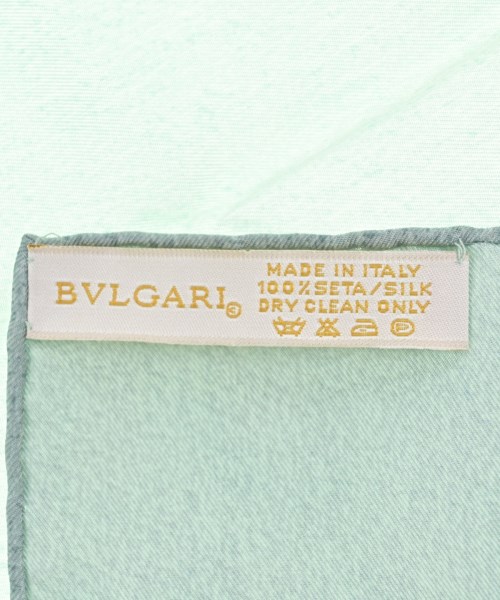 BVLGARI
MADE IN ITALY
100% SETA/SILK
DRY CLEAN ONLY